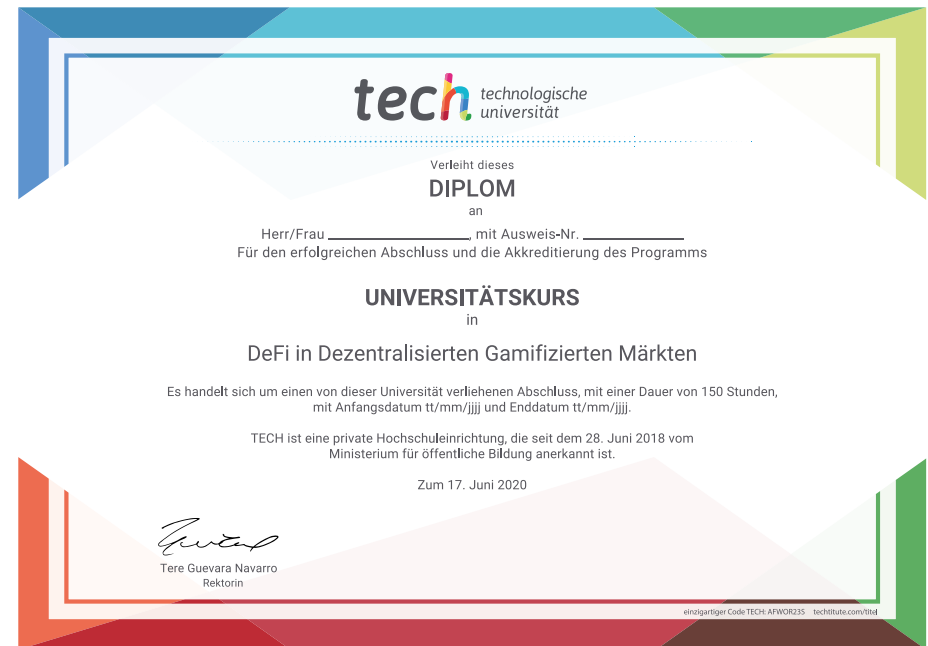 tech technologische
universität
Verleiht dieses
DIPLOM
an
Herr/Frau ____________________, mit Ausweis-Nr. ______________
Für den erfolgreichen Abschluss und die Akkreditierung des Programms
UNIVERSITÄTSKURS
in
DeFi in Dezentralisierten Gamifizierten Märkten
Es handelt sich um einen von dieser Universität verliehenen Abschluss, mit einer Dauer von 150 Stunden,
mit Anfangsdatum tt/mm/jjjj und Enddatum tt/mm/jjjj.
TECH ist eine private Hochschuleinrichtung, die seit dem 28. Juni 2018 vom
Ministerium für öffentliche Bildung anerkannt ist.
Zum 17. Juni 2020
Tere Guevara Navarro
Rektorin
einzigartiger Code TECH: AFWOR23S techtitute.com/titel